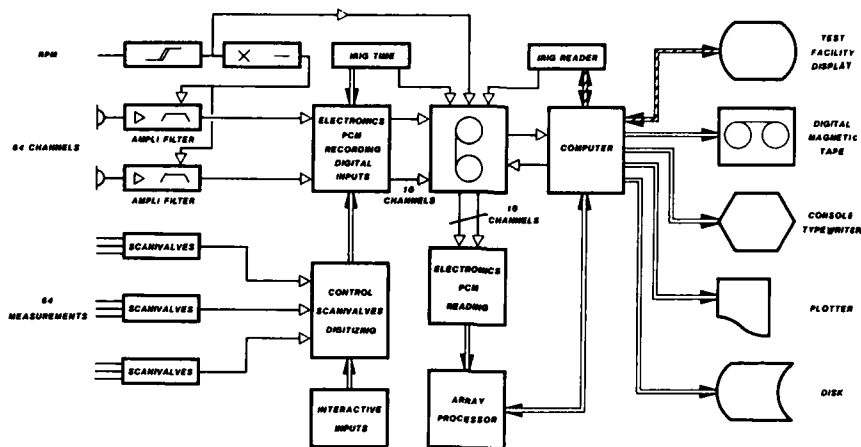 RPM
IRIG TIME
IRIG READER
TEST
FACILITY
DISPLAY
64 CHANNELS
AMPLI FILTER
AMPLI FILTER
ELECTRONICS
PCM
RECORDING
DIGITAL
INPUTS
16
CHANNELS
16
CHANNELS
COMPUTER
DIGITAL
MAGNETIC
TAPE
CONSOLE
TYPEWRITER
64
MEASUREMENTS
SCANIVALVES
SCANIVALVES
SCANIVALVES
CONTROL
SCANIVALVES
DIGITIZING
ELECTRONICS
PCM
READING
PLOTTER
INTERACTIVE
INPUTS
ARRAY
PROCESSOR
DISK